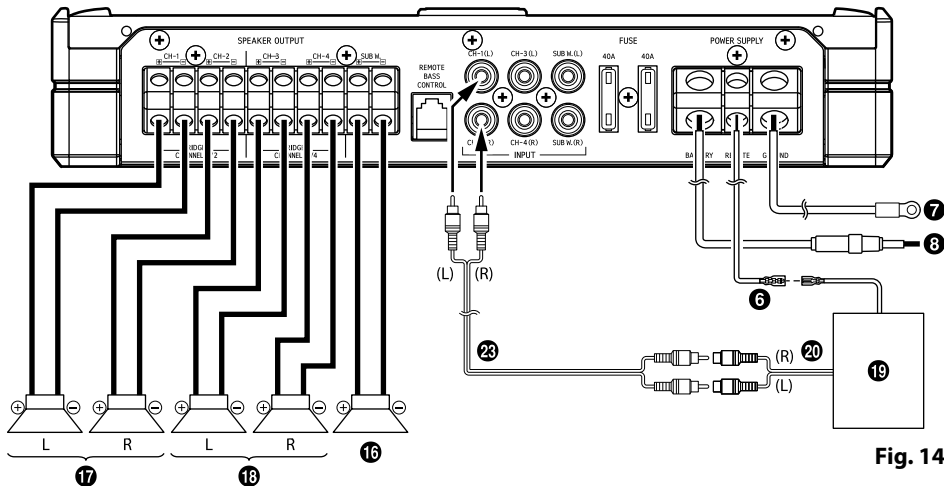 SPEAKER OUTPUT
CH-1 CH-2 CH-3 CH-4 SUB W.
REMOTE
BASS
CONTROL
CH-1(L) CH-3(L) SUB W.(L)
CH-4(R) SUB W.(R)
INPUT
FUSE
40A 40A
POWER SUPPLY
GROUND
7
8
6
(L) (R)
23
(R) 20
(L)
19
+ − + − + − + − + −
L R L R 16
17 18
Fig. 14